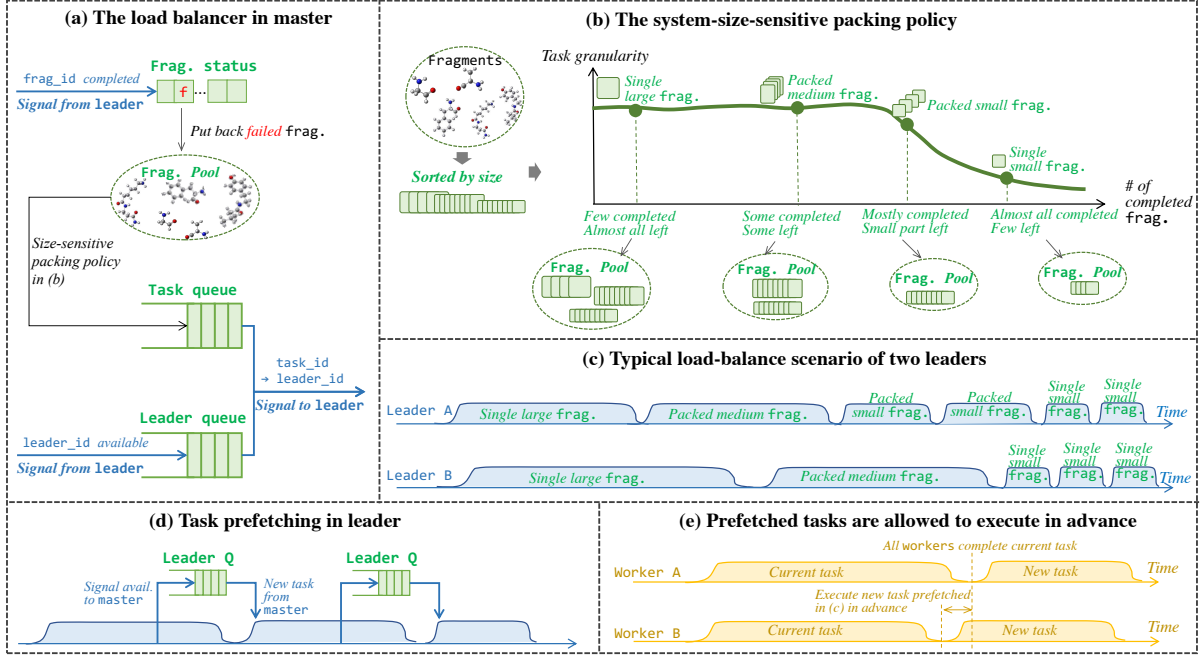 (a) The load balancer in master
frag_id completed
Signal from leader
Frag. status
f
...
Put back failed frag.
Frag. Pool
Size-sensitive
packing policy
in (b)
Task queue
task_id
→ leader_id
Signal to leader
Leader queue
leader_id available
Signal from leader
(b) The system-size-sensitive packing policy
Fragments
Sorted by size
Task granularity
Single
large frag.
Packed
medium frag.
Packed small frag.
Single
small frag.
# of
completed
frag.
Few completed
Almost all left
Some completed
Some left
Mostly completed
Small part left
Almost all completed
Few left
Frag. Pool
Frag. Pool
Frag. Pool
Frag. Pool
(c) Typical load-balance scenario of two leaders
Leader A
Single large frag.
Packed medium frag.
Packed
small frag.
Packed
small frag.
Single
small
frag.
Single
small
frag.
Time
Leader B
Single large frag.
Packed medium frag.
Single
small
frag.
Single
small
frag.
Single
small
frag.
Time
(d) Task prefetching in leader
Leader Q
Signal avail.
to master
New task
from
master
Leader Q
(e) Prefetched tasks are allowed to execute in advance
All workers complete current task
Worker A
Current task
New task
Time
Execute new task prefetched
in (c) in advance
Worker B
Current task
New task
Time